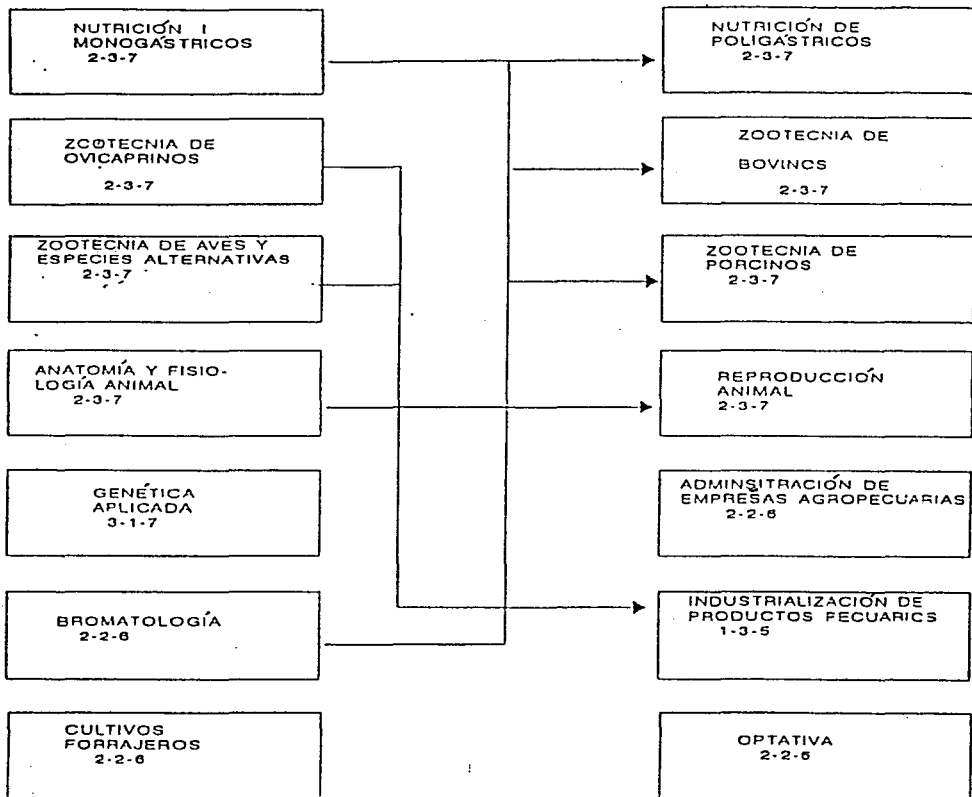 NUTRICIÓN I
MONOGÁSTRICOS
2-3-7
ZCOTECNIA DE
OVICAPRINOS
2-3-7
ZOOTECNIA DE AVES Y
ESPECIES ALTERNATIVAS
2-3-7
ANATOMÍA Y FISIO-
LOGÍA ANIMAL
2-3-7
GENÉTICA
APLICADA
3-1-7
BROMATOLOGÍA
2-2-6
CULTIVOS
FORRAJEROS
2-2-6
NUTRICIÓN DE
POLIGÁSTRICOS
2-3-7
ZOOTECNIA DE
BOVINCS
2-3-7
ZOOTECNIA DE
PORCINOS
2-3-7
REPRODUCCIÓN
ANIMAL
2-3-7
ADMINSITRACIÓN DE
EMPRESAS AGROPECUARIAS
2-2-6
INDUSTRIALIZACIÓN DE
PRODUCTOS PECUARICS
1-3-5
OPTATIVA
2-2-6